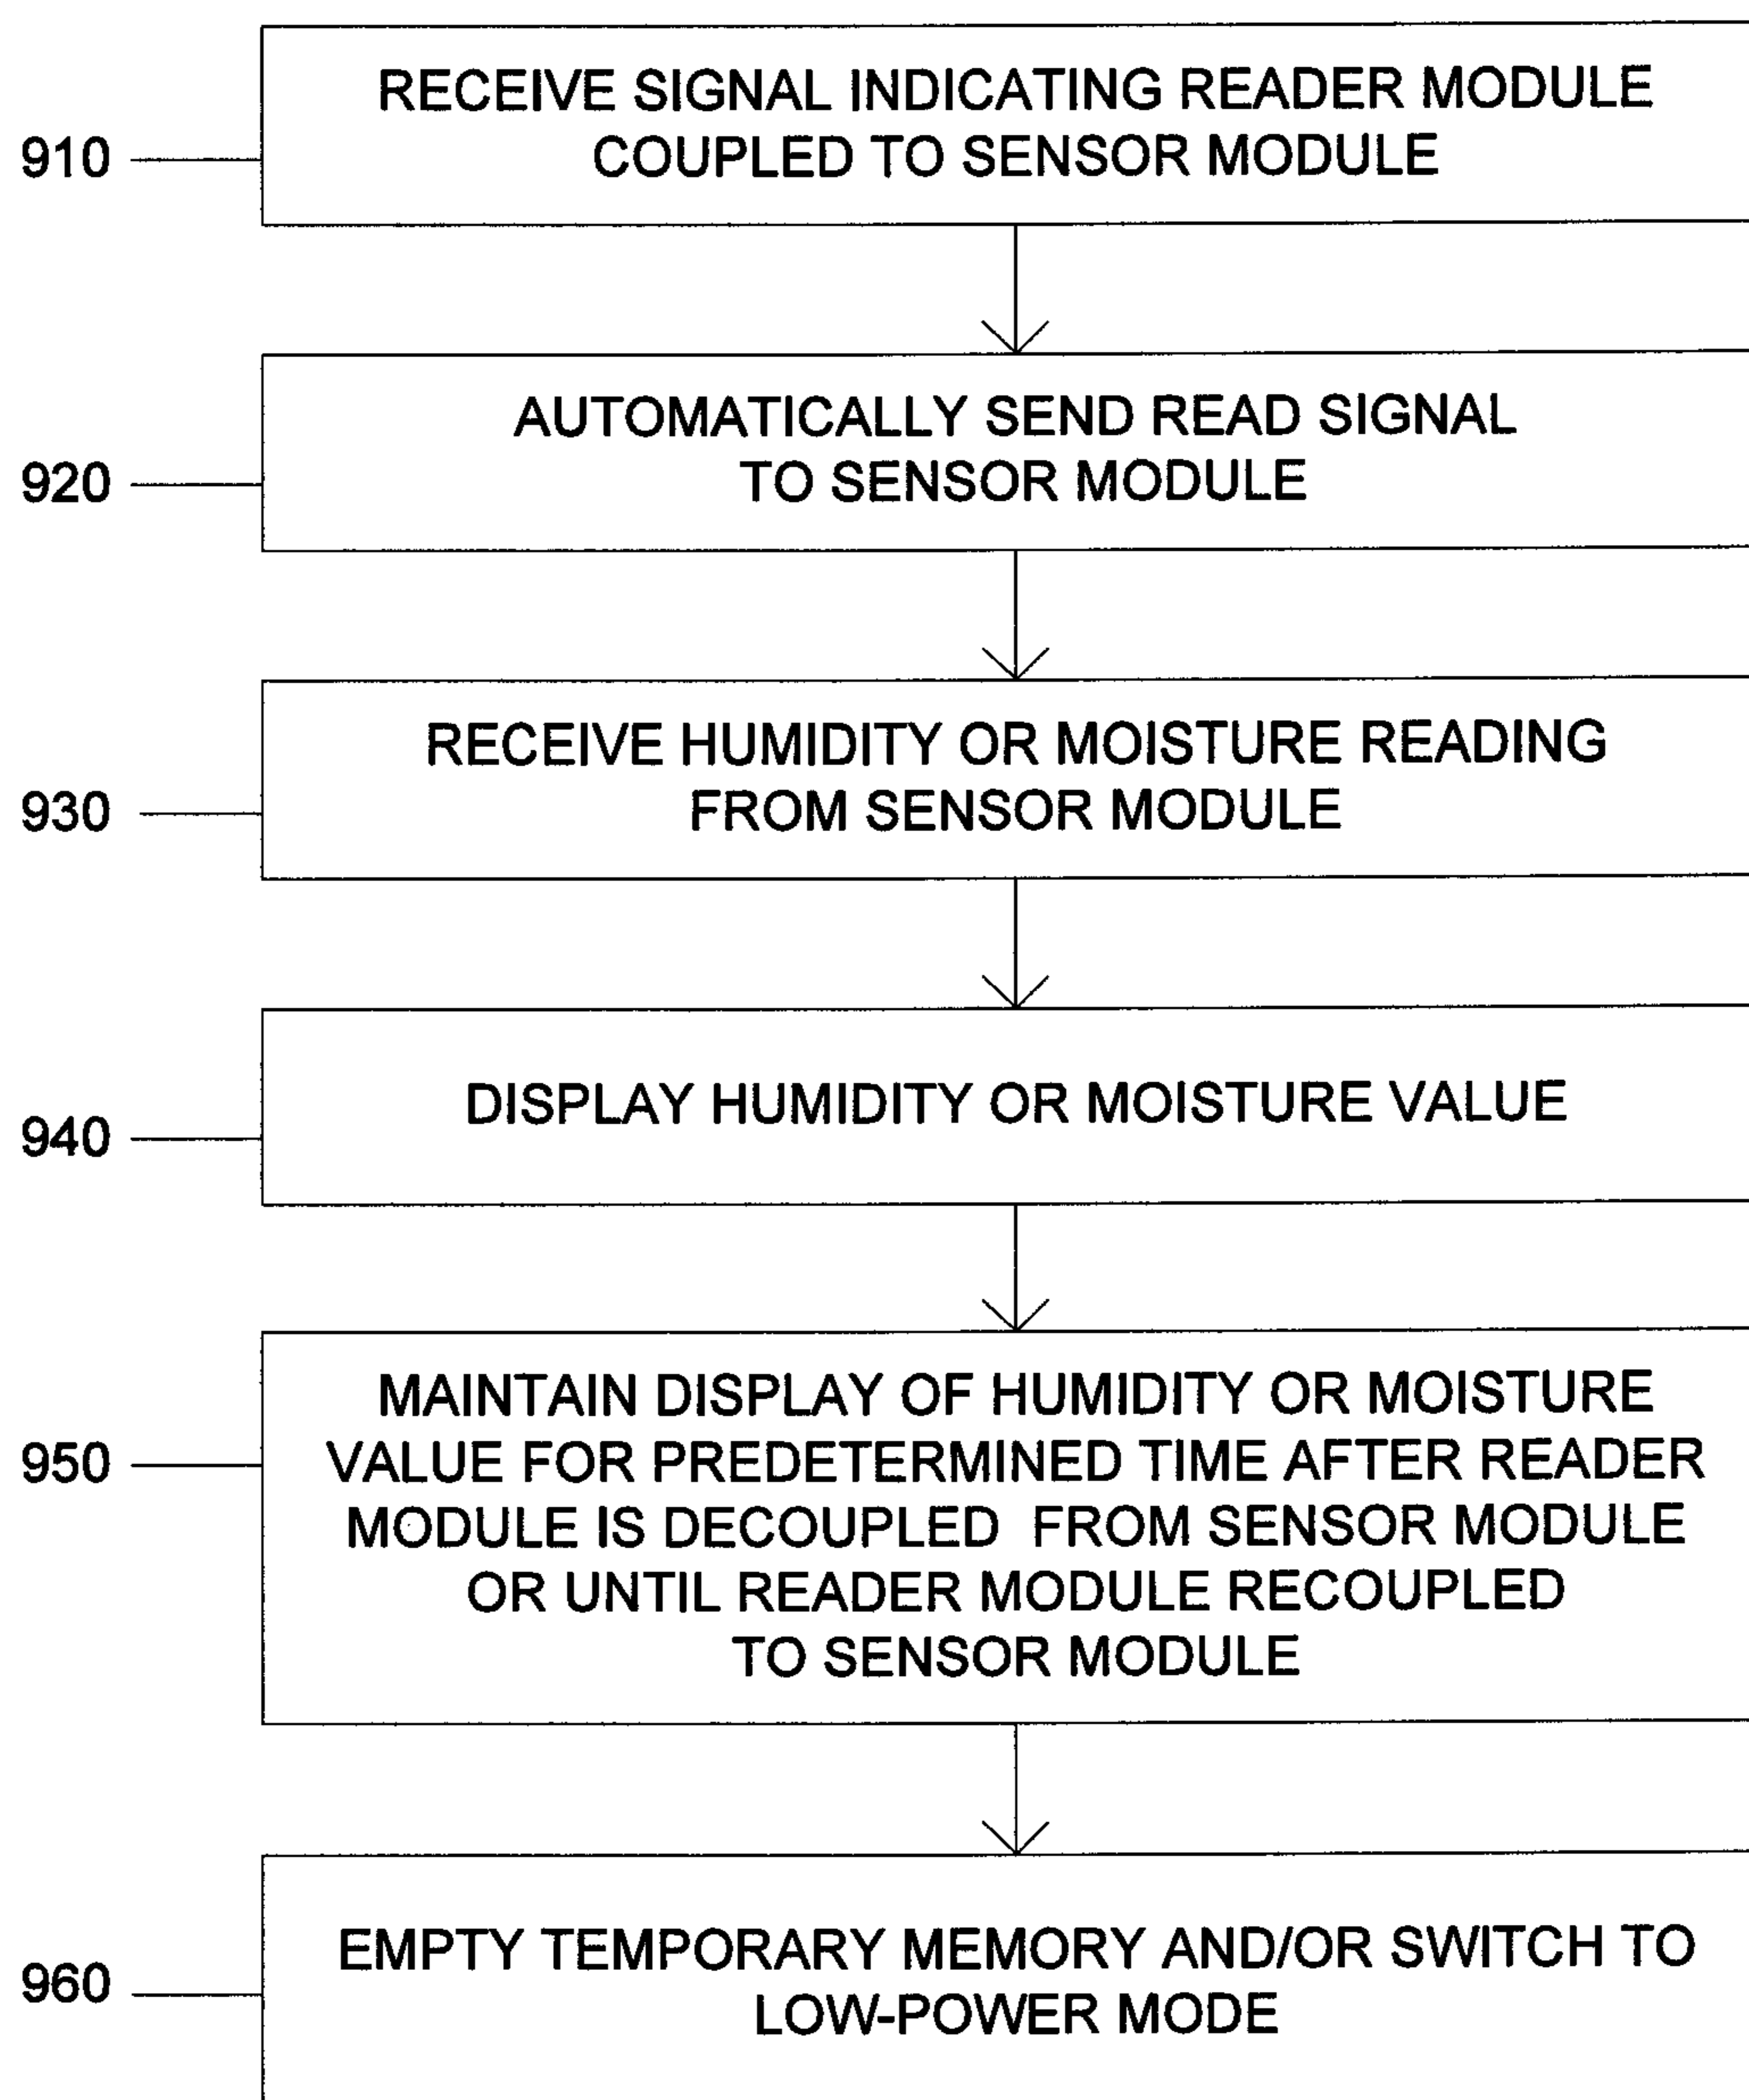 RECEIVE SIGNAL INDICATING READER MODULE
COUPLED TO SENSOR MODULE
910
AUTOMATICALLY SEND READ SIGNAL
TO SENSOR MODULE
920
RECEIVE HUMIDITY OR MOISTURE READING
FROM SENSOR MODULE
930
DISPLAY HUMIDITY OR MOISTURE VALUE
940
MAINTAIN DISPLAY OF HUMIDITY OR MOISTURE
VALUE FOR PREDETERMINED TIME AFTER READER
MODULE IS DECOUPLED FROM SENSOR MODULE
OR UNTIL READER MODULE RECOUPLED
TO SENSOR MODULE
950
EMPTY TEMPORARY MEMORY AND/OR SWITCH TO
LOW-POWER MODE
960